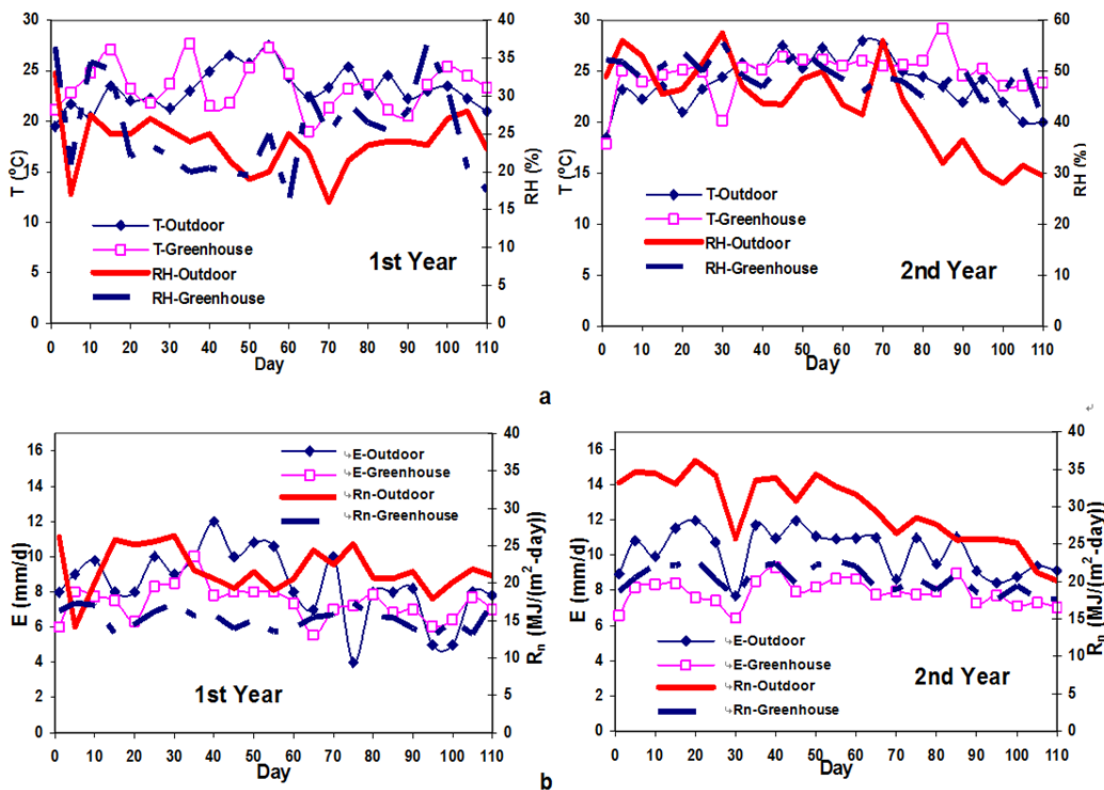 30
25
20
15
10
5
0
T (°C)
40
35
30
25
20
15
10
5
0
RH (%)
T-Outdoor
T-Greenhouse
RH-Outdoor
RH-Greenhouse
1st Year
0 10 20 30 40 50 60 70 80 90 100 110
Day
30
25
20
15
10
5
0
T (°C)
60
50
40
30
20
10
0
RH (%)
T-Outdoor
T-Greenhouse
RH-Outdoor
RH-Greenhouse
2nd Year
0 10 20 30 40 50 60 70 80 90 100 110
Day
a
16
14
12
10
8
6
4
2
0
E (mm/d)
40
35
30
25
20
15
10
5
0
Rn (MJ/(m²-day))
↵E-Outdoor
↵E-Greenhouse
Rn-Outdoor
Rn-Greenhouse
1st Year
0 10 20 30 40 50 60 70 80 90 100 110
Day
16
14
12
10
8
6
4
2
0
E (mm/d)
40
35
30
25
20
15
10
5
0
Rn (MJ/(m²-day))
↵E-Outdoor
↵E-Greenhouse
↵Rn-Outdoor
↵Rn-Greenhouse
2nd Year
0 10 20 30 40 50 60 70 80 90 100 110
Day
b